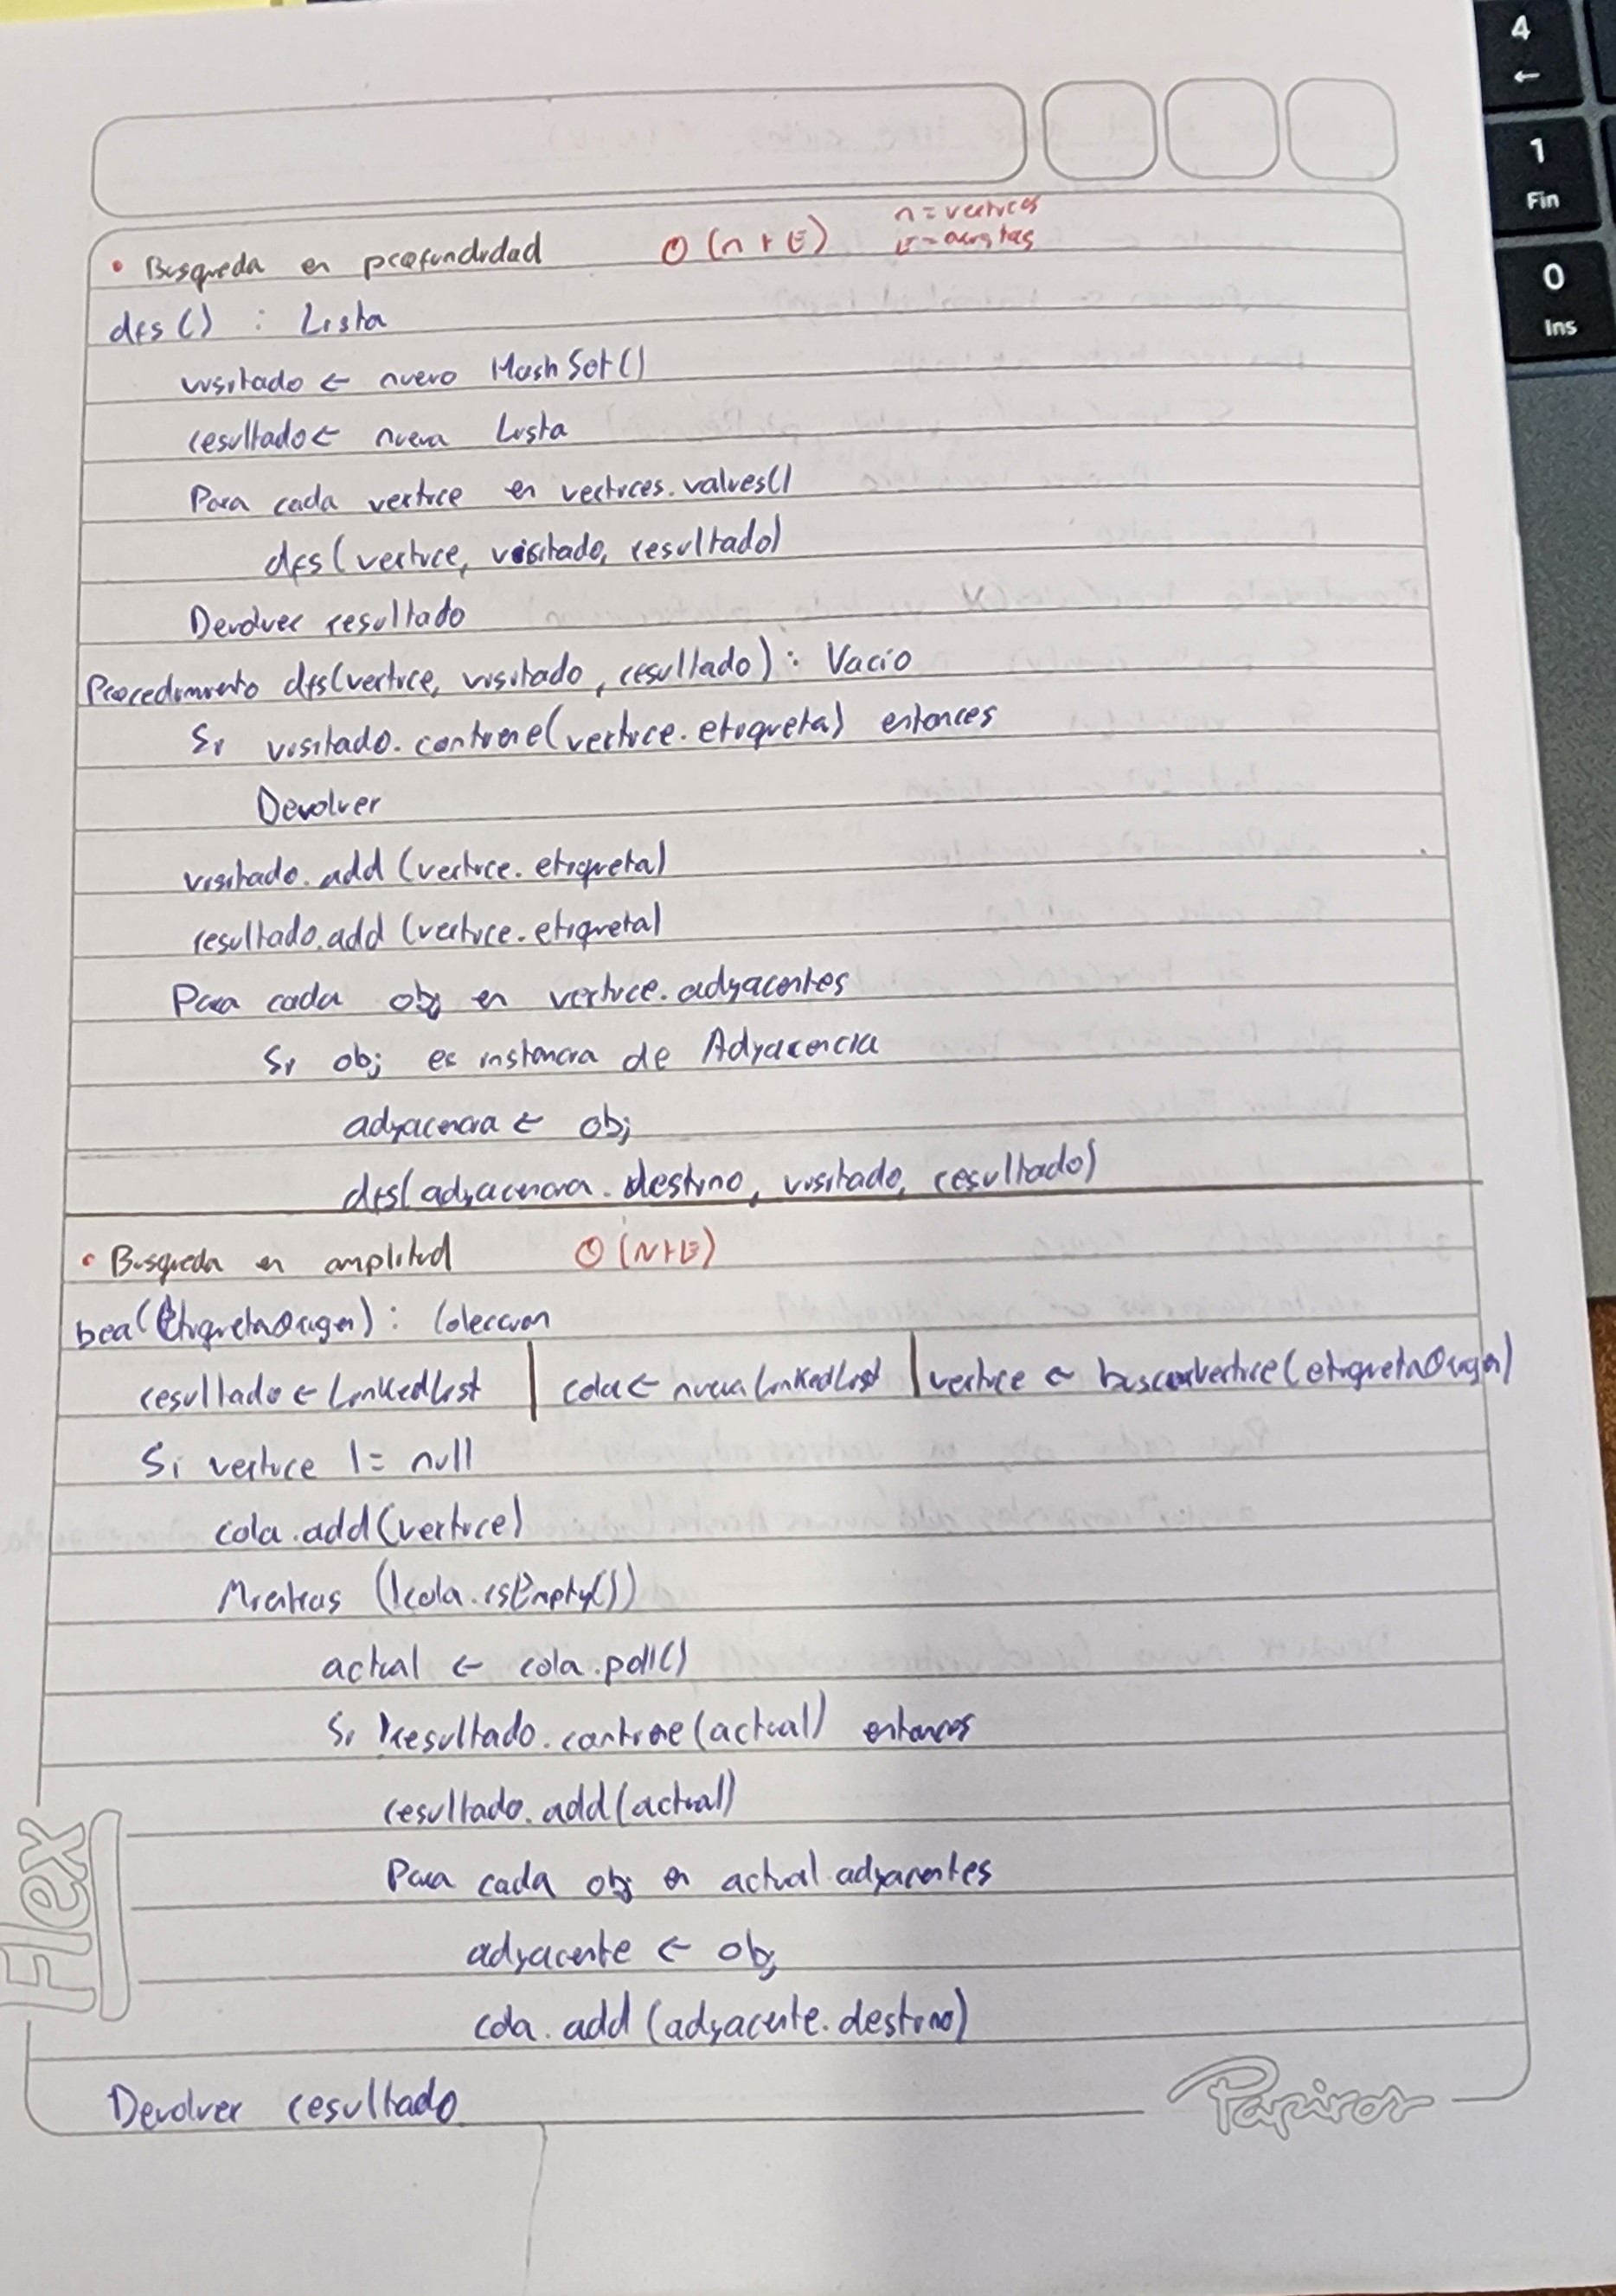 4
←
1
Fin
0
Ins
• Busqueda en profundidad O(n+E) n = vertices
E = aristas
dfs() : Lista
visitado ← nuevo HashSet()
resultado ← nueva Lista
Para cada vertice en vertices.values()
dfs(vertice, visitado, resultado)
Devolver resultado
Procedimiento dfs(vertice, visitado, resultado): Vacio
Si visitado.contiene(vertice.etiqueta) entonces
Devolver
visitado.add(vertice.etiqueta)
resultado.add(vertice.etiqueta)
Para cada obj en vertice.adyacentes
Si obj es instancia de Adyacencia
adyacencia ← obj
dfs(adyacencia.destino, visitado, resultado)
• Busqueda en amplitud O(N+E)
bea(EtiquetaOrigen): Coleccion
resultado ← LinkedList | cola ← nueva LinkedList | vertice ← buscarVertice(etiquetaOrigen)
Si vertice != null
cola.add(vertice)
Mientras (!cola.isEmpty())
actual ← cola.poll()
Si !resultado.contiene(actual) entonces
resultado.add(actual)
Para cada obj en actual.adyacentes
adyacente ← obj
cola.add(adyacente.destino)
Devolver resultado
Flex
Papiros